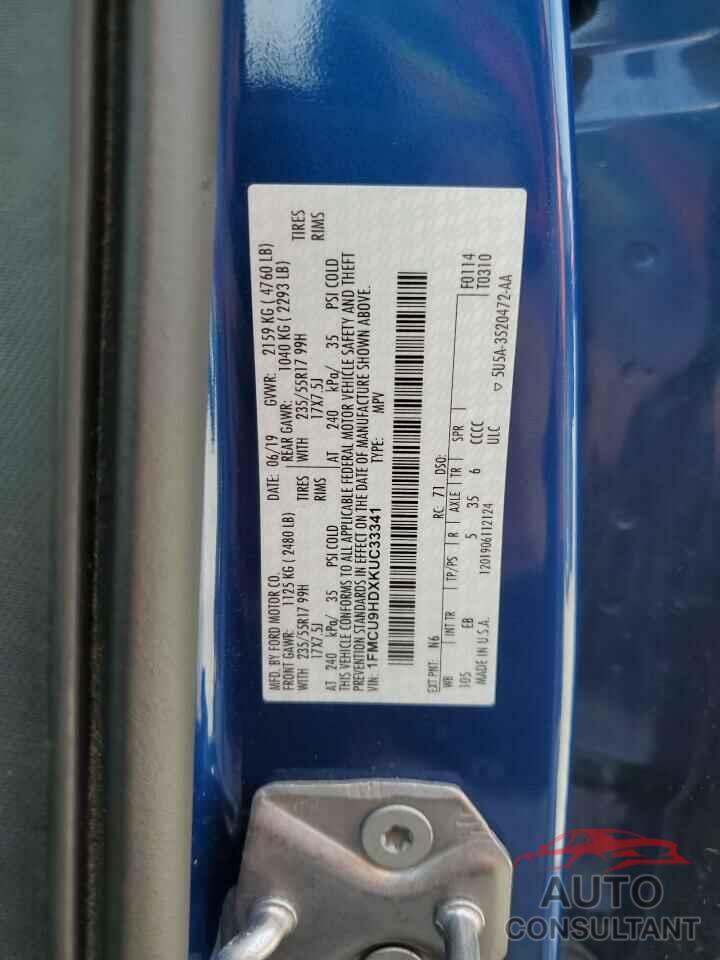 MFD. BY FORD MOTOR CO.
DATE: 06/19 GVWR: 2159 KG ( 4760 LB)
FRONT GAWR: 1125 KG ( 2480 LB) REAR GAWR: 1040 KG ( 2293 LB)
WITH 235/55R17 99H TIRES WITH 235/55R17 99H TIRES
17X7.5J RIMS 17X7.5J RIMS
AT 240 kPa/ 35 PSI COLD AT 240 kPa/ 35 PSI COLD
THIS VEHICLE CONFORMS TO ALL APPLICABLE FEDERAL MOTOR VEHICLE SAFETY AND THEFT
PREVENTION STANDARDS IN EFFECT ON THE DATE OF MANUFACTURE SHOWN ABOVE.
VIN: 1FMCU9HDXKUC33341 TYPE: MPV
EXT PNT: N6 RC: 71 DSO: F0114
WB INT TR TP/PS R AXLE TR SPR T0310
105 EB 5 35 6 CCCC
MADE IN U.S.A. 1201906112124 ULC ▽ 5U5A-3520472-AA
AUTO
CONSULTANT